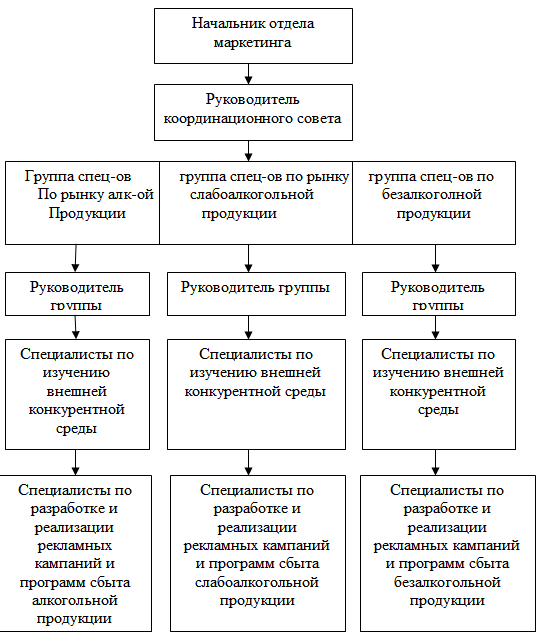 Начальник отдела
маркетинга
Руководитель
координационного совета
Группа спец-ов
По рынку алк-ой
Продукции
группа спец-ов по рынку
слабоалкогольной
продукции
группа спец-ов по
безалкоголной
продукции
Руководитель
группы
Руководитель группы
Руководитель
группы
Специалисты по
изучению
внешней
конкурентной
среды
Специалисты по
изучению внешней
конкурентной среды
Специалисты по
изучению внешней
конкурентной
среды
Специалисты по
разработке и
реализации
рекламных
кампаний и
программ сбыта
алкогольной
продукции
Специалисты по
разработке и
реализации
рекламных кампаний
и программ сбыта
слабоалкогольной
продукции
Специалисты по
разработке и
реализации
рекламных кампаний
и программ сбыта
безалкогольной
продукции